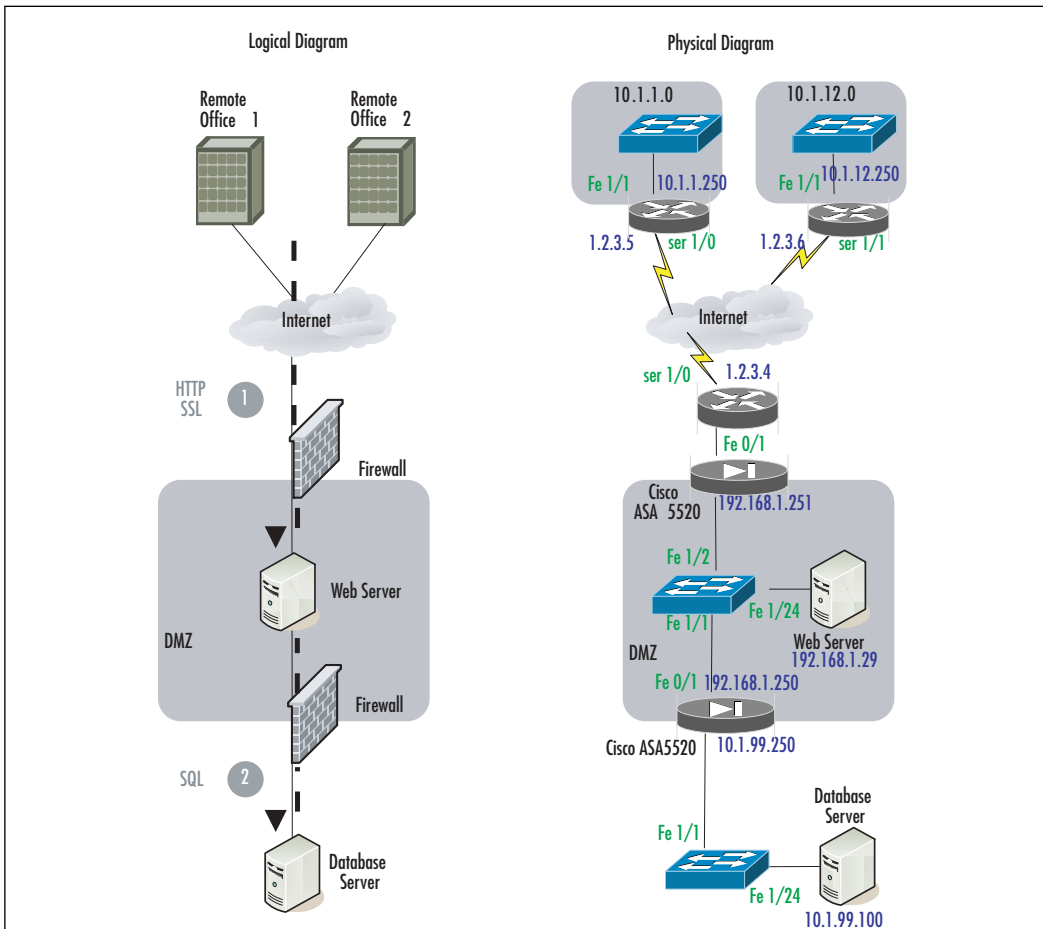 Logical Diagram
Remote
Office 1
Remote
Office 2
Internet
HTTP
SSL
1
Firewall
Web Server
DMZ
Firewall
SQL
2
Database
Server
Physical Diagram
10.1.1.0
10.1.12.0
Fe 1/1
10.1.1.250
Fe 1/1
10.1.12.250
1.2.3.5
ser 1/0
1.2.3.6
ser 1/1
Internet
ser 1/0
1.2.3.4
Fe 0/1
Cisco
ASA 5520
192.168.1.251
Fe 1/2
Fe 1/24
Fe 1/1
Web Server
192.168.1.29
DMZ
Fe 0/1
192.168.1.250
Cisco ASA5520
10.1.99.250
Database
Server
Fe 1/1
Fe 1/24
10.1.99.100